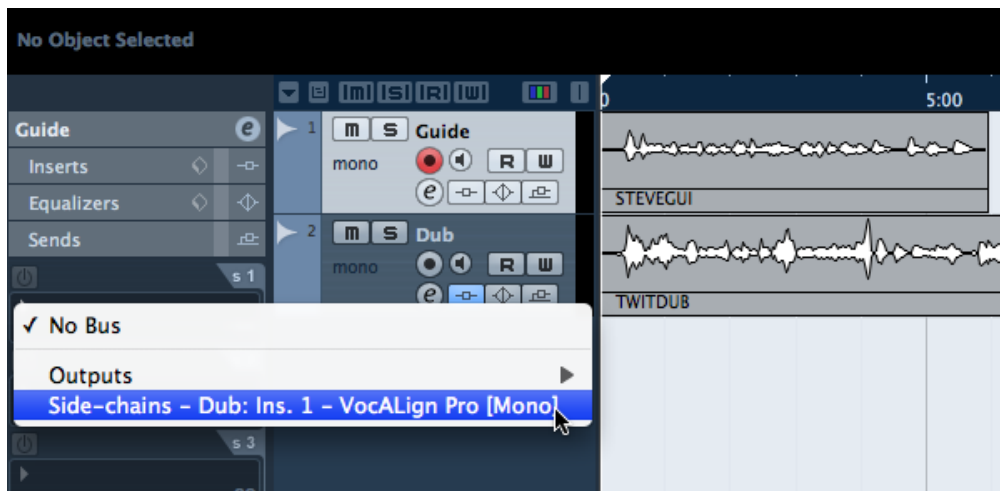 No Object Selected
m S R W
0
5:00
Guide
e
1
m S
Guide
Inserts
mono
R W
Equalizers
e
STEVEGUI
Sends
2
m S
Dub
s 1
mono
R W
e
TWITDUB
✓ No Bus
Outputs
Side-chains – Dub: Ins. 1 – VocALign Pro [Mono]
s 3